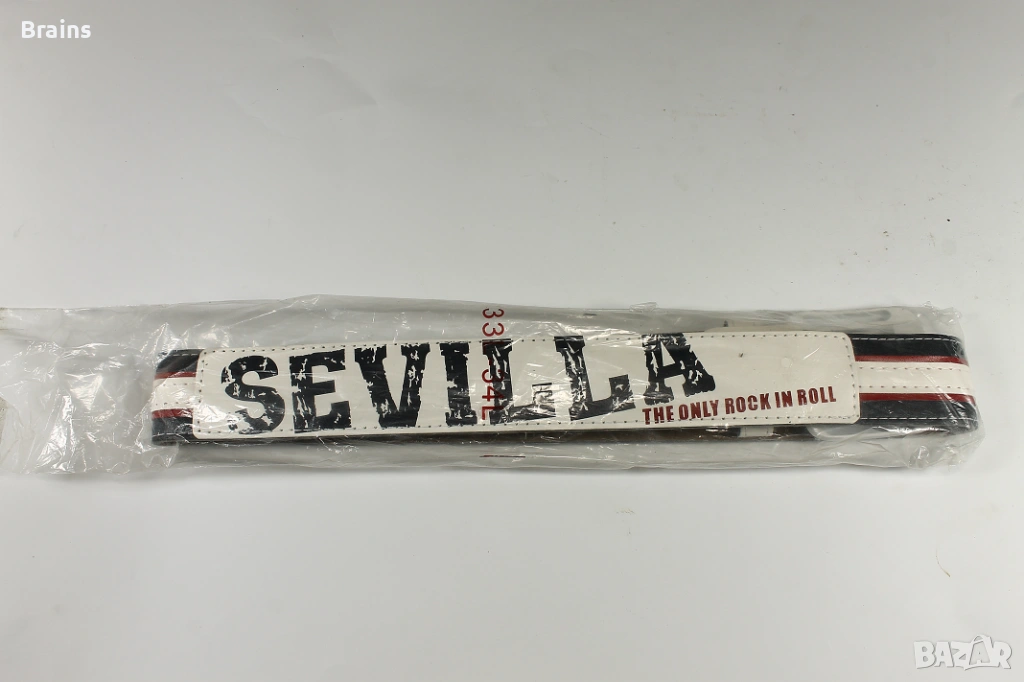 Brains
SEVILLA
THE ONLY ROCK IN ROLL
BAZAR